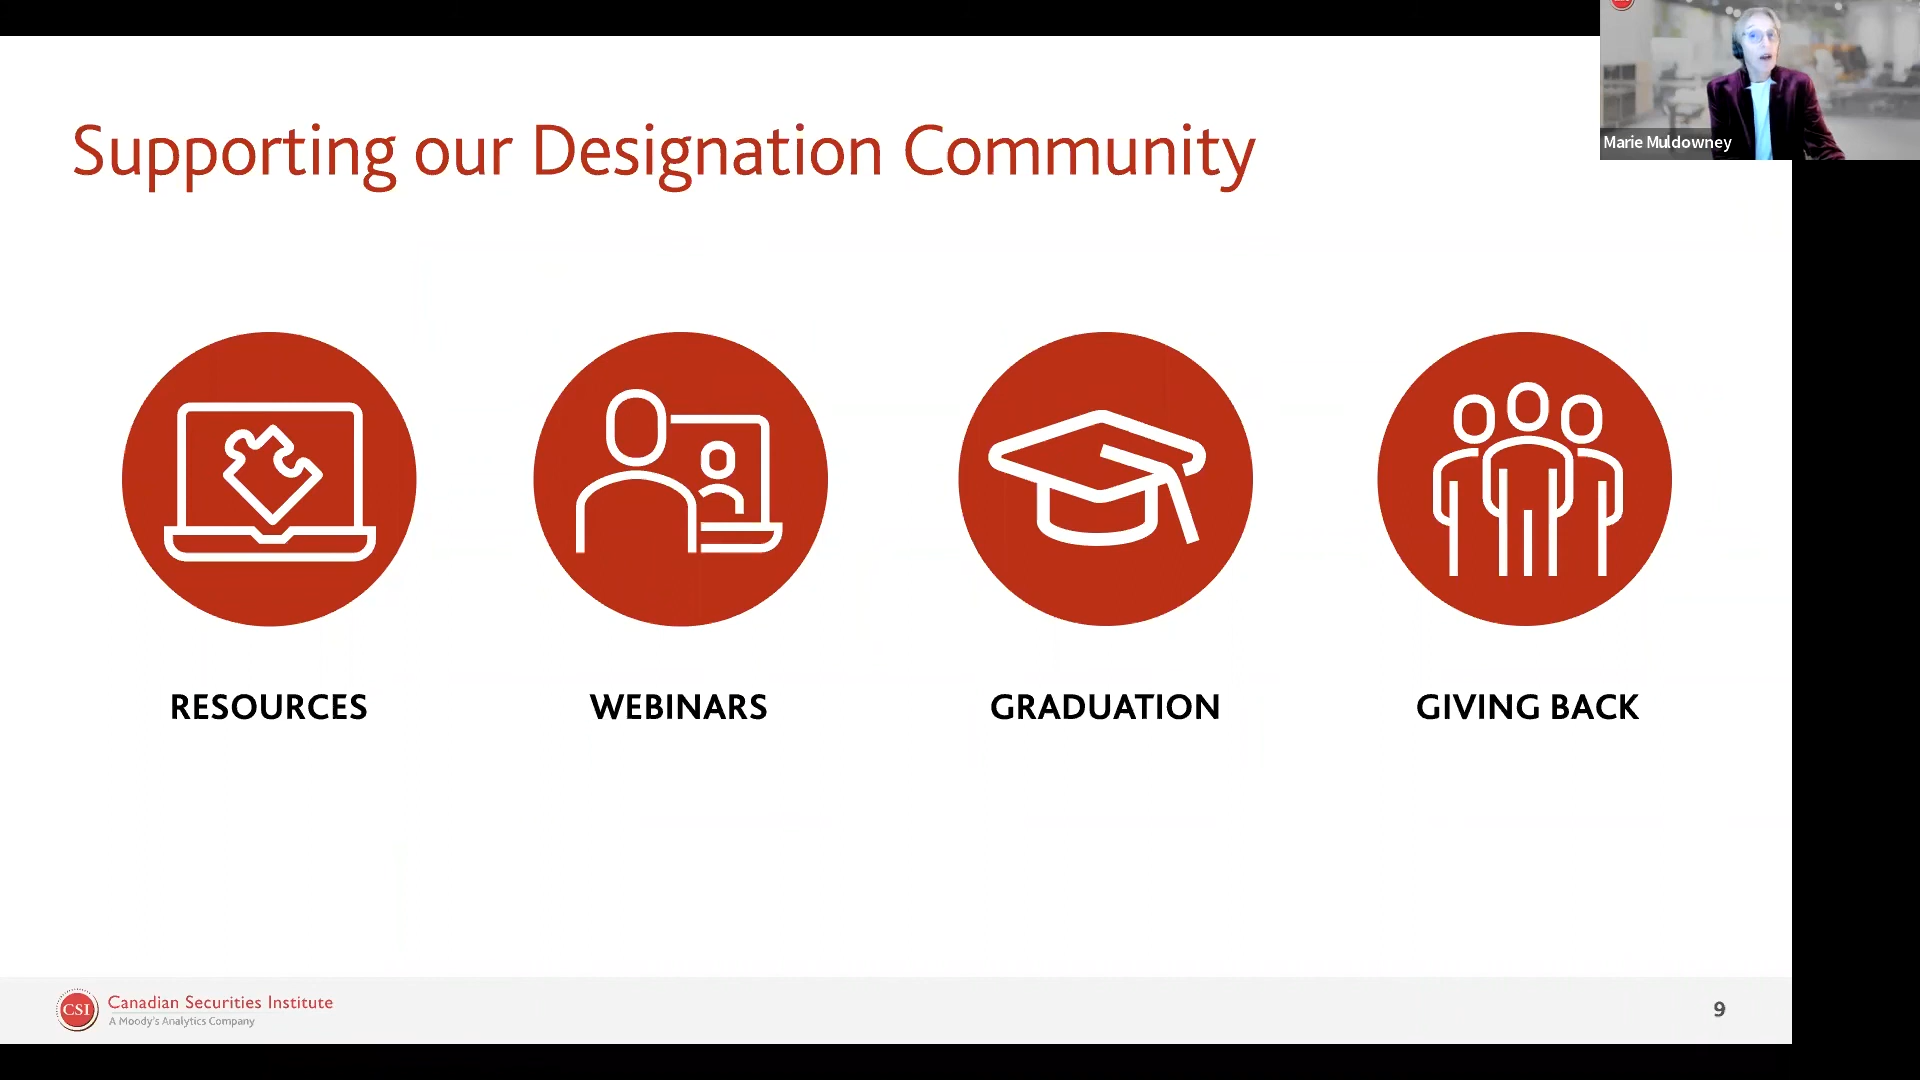 Marie Muldowney
Supporting our Designation Community
RESOURCES
WEBINARS
GRADUATION
GIVING BACK
CSI
Canadian Securities Institute
A Moody's Analytics Company
9